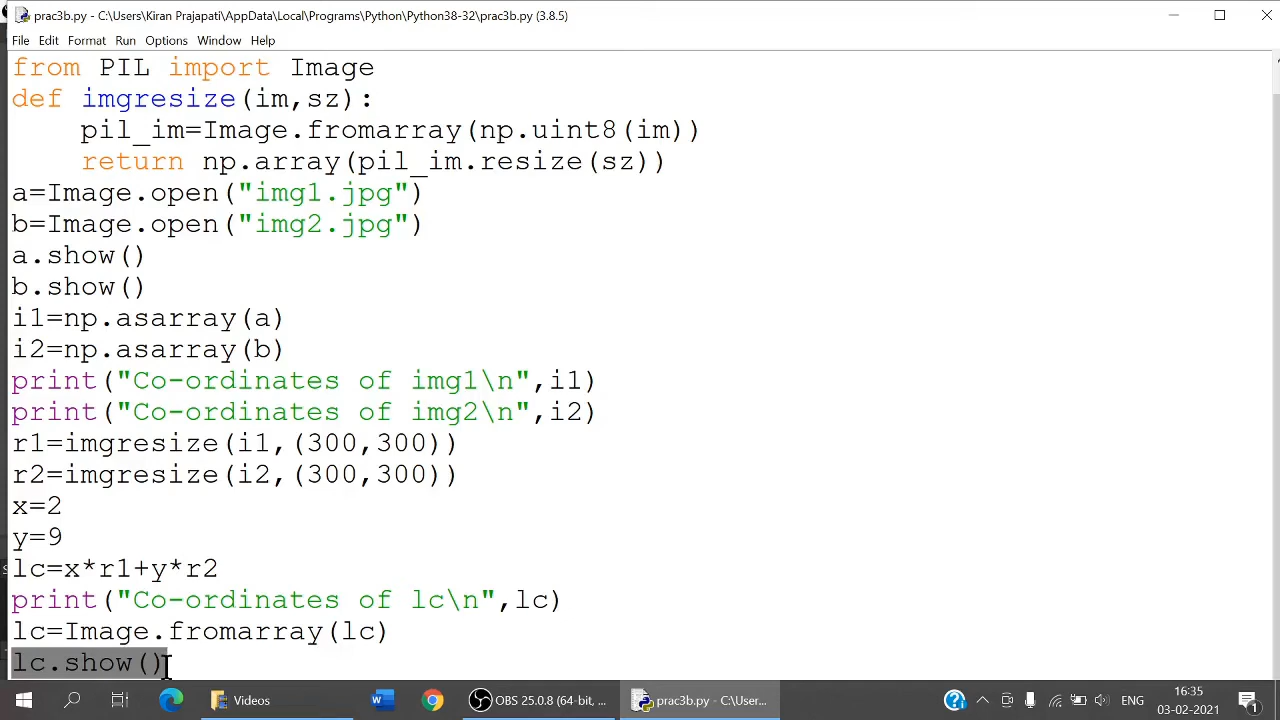 prac3b.py - C:\Users\Kiran Prajapati\AppData\Local\Programs\Python\Python38-32\prac3b.py (3.8.5)
File Edit Format Run Options Window Help
from PIL import Image
def imgresize(im,sz):
    pil_im=Image.fromarray(np.uint8(im))
    return np.array(pil_im.resize(sz))
a=Image.open("img1.jpg")
b=Image.open("img2.jpg")
a.show()
b.show()
i1=np.asarray(a)
i2=np.asarray(b)
print("Co-ordinates of img1\n",i1)
print("Co-ordinates of img2\n",i2)
r1=imgresize(i1,(300,300))
r2=imgresize(i2,(300,300))
x=2
y=9
lc=x*r1+y*r2
print("Co-ordinates of lc\n",lc)
lc=Image.fromarray(lc)
lc.show()
Videos
OBS 25.0.8 (64-bit, ...
prac3b.py - C:\User...
ENG
16:35
03-02-2021
1